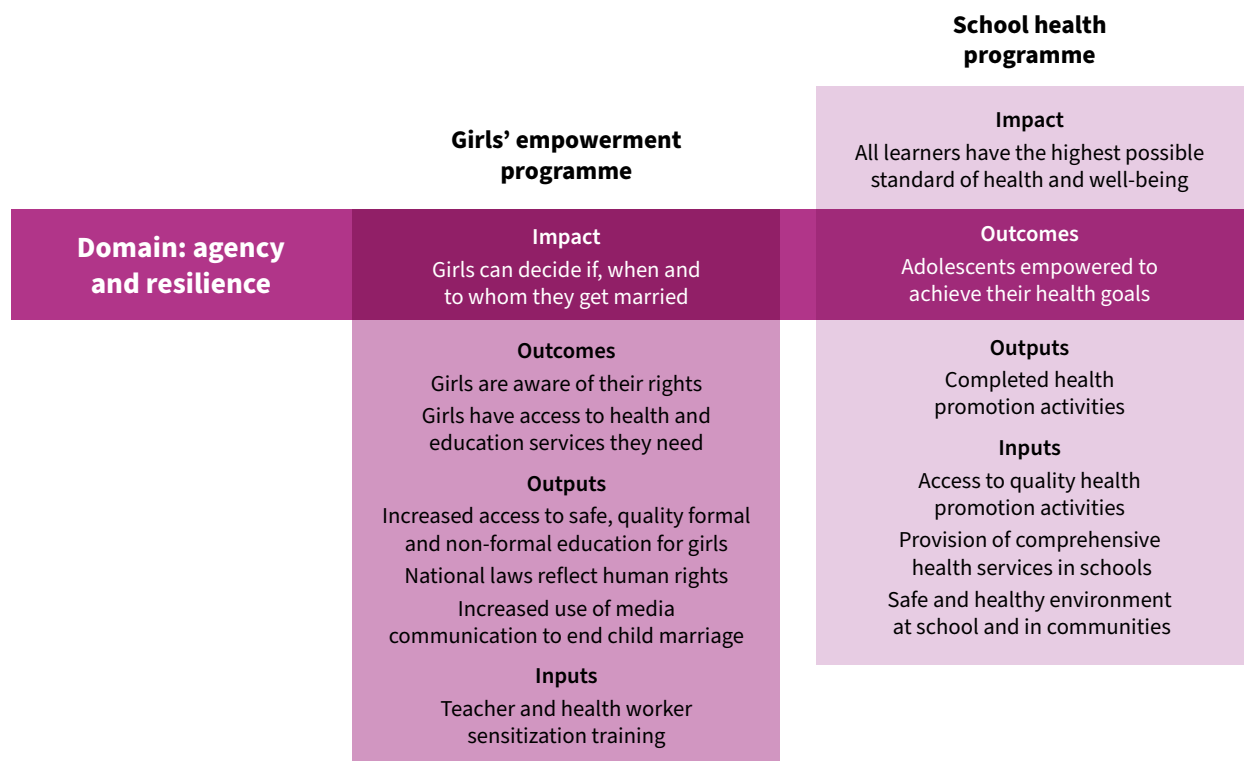 School health
programme
Impact
All learners have the highest possible
standard of health and well-being
Girls’ empowerment
programme
Domain: agency
and resilience
Impact
Girls can decide if, when and
to whom they get married
Outcomes
Adolescents empowered to
achieve their health goals
Outcomes
Girls are aware of their rights
Girls have access to health and
education services they need
Outputs
Increased access to safe, quality formal
and non-formal education for girls
National laws reflect human rights
Increased use of media
communication to end child marriage
Inputs
Teacher and health worker
sensitization training
Outputs
Completed health
promotion activities
Inputs
Access to quality health
promotion activities
Provision of comprehensive
health services in schools
Safe and healthy environment
at school and in communities